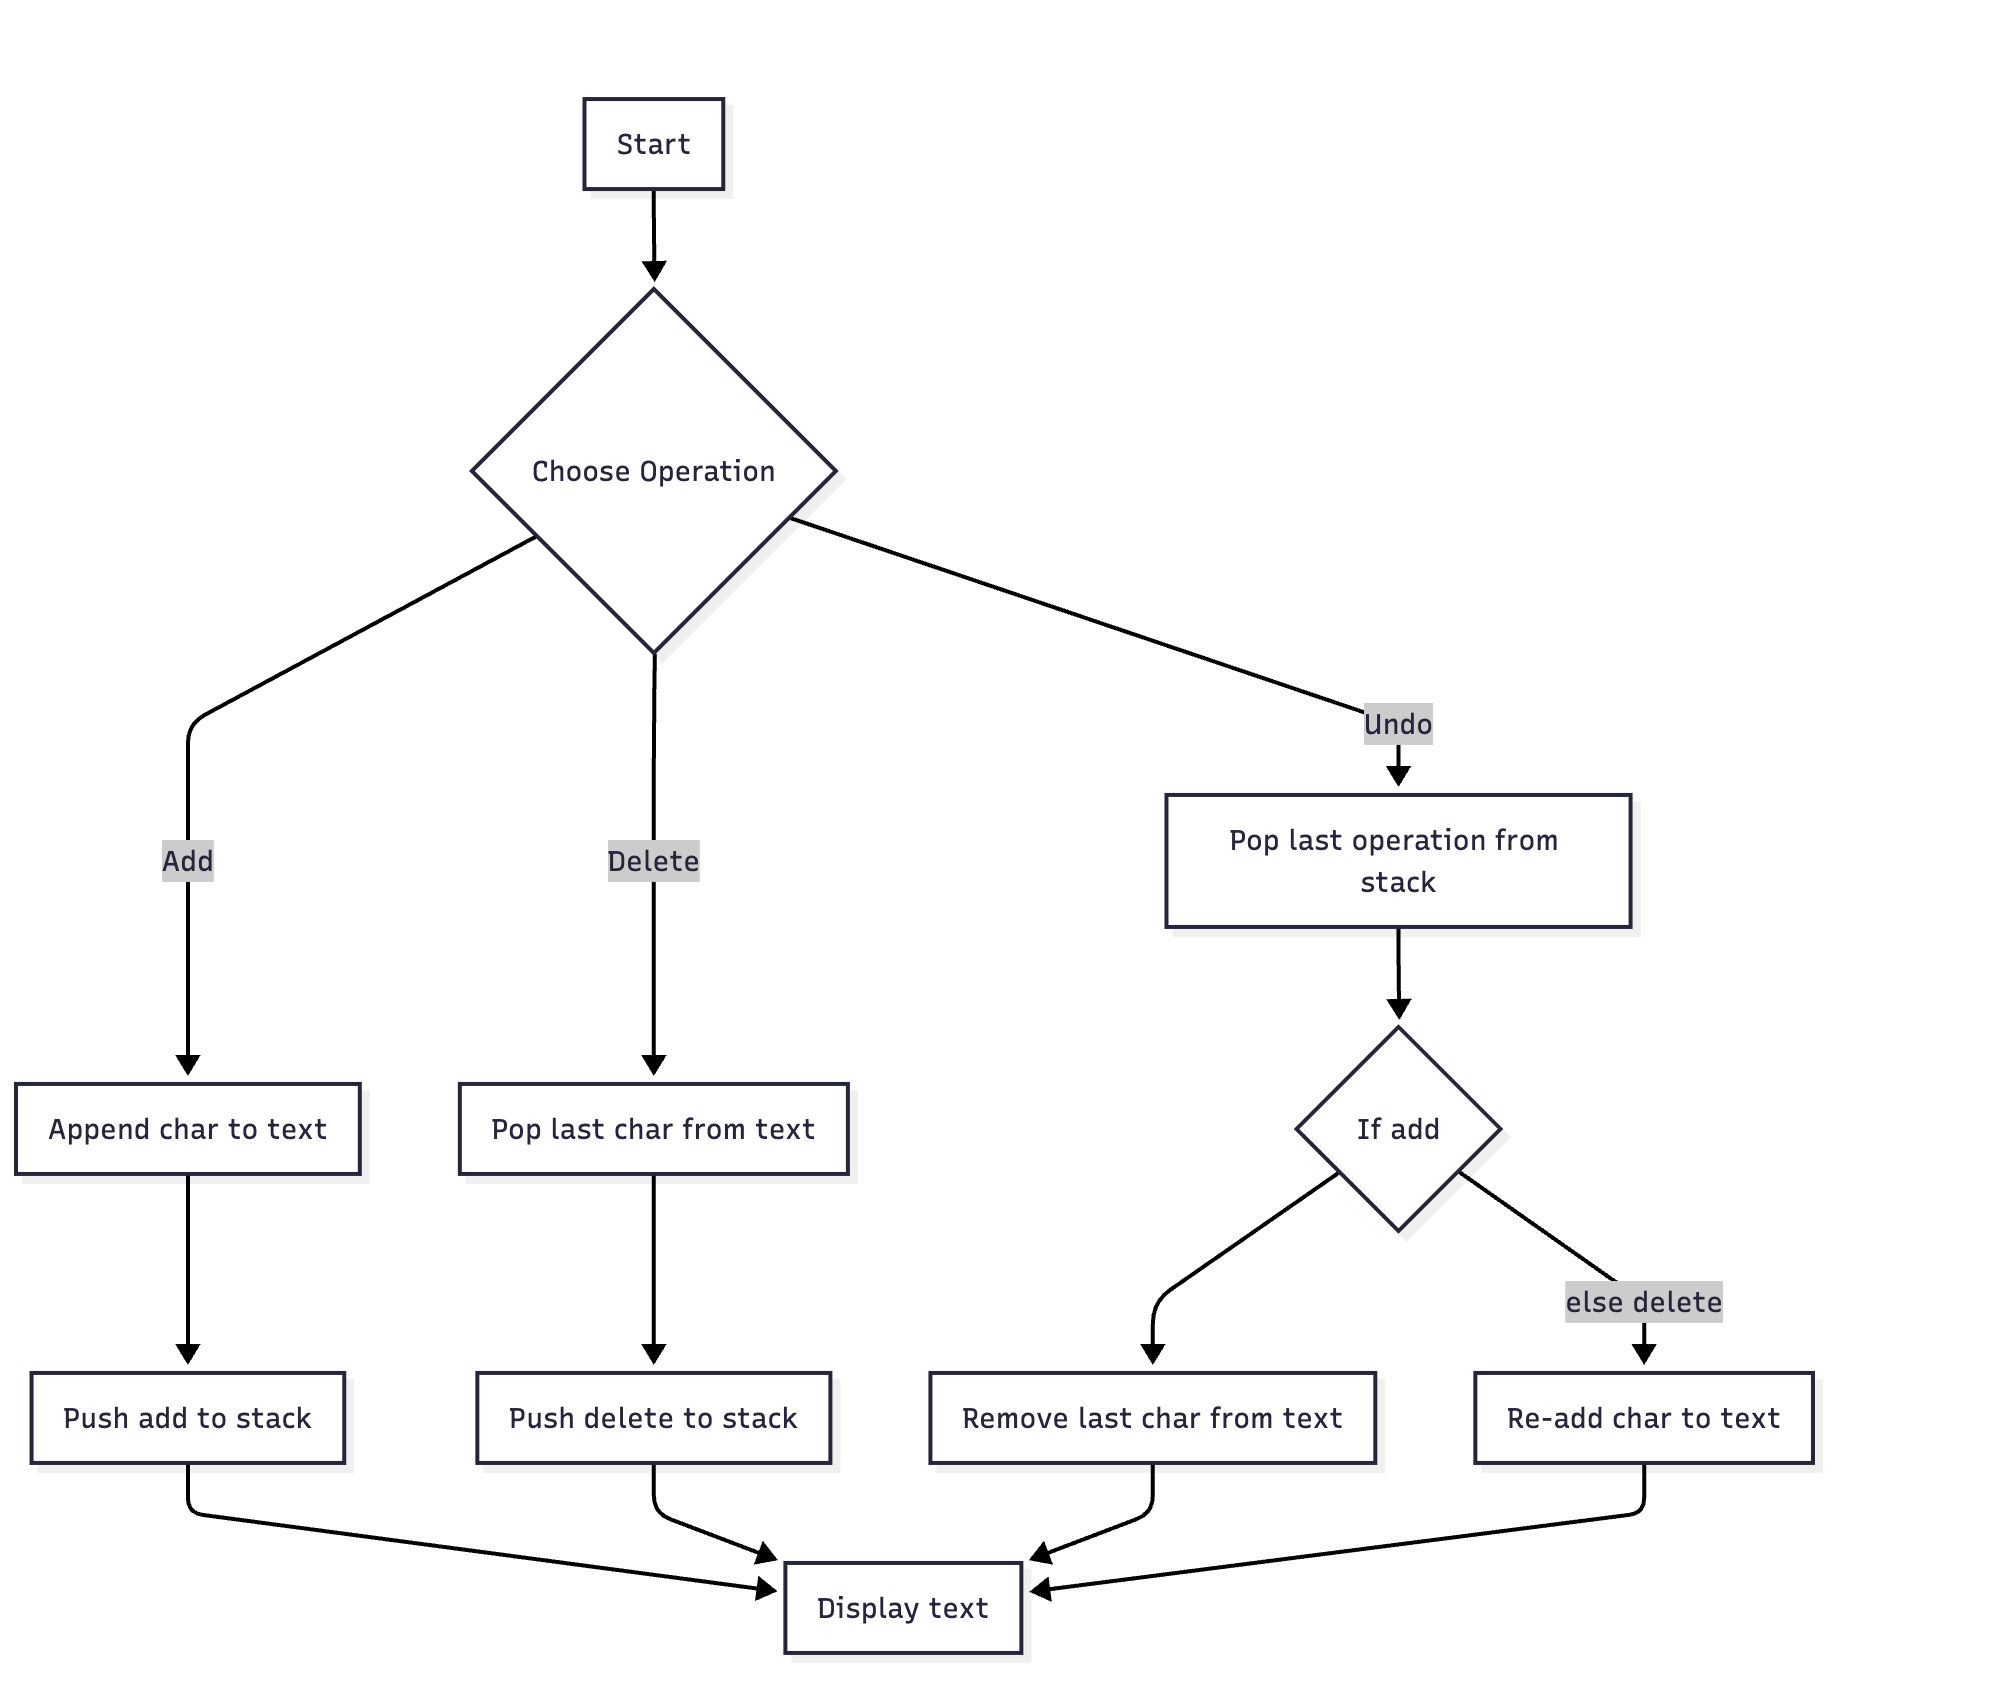 Start
Choose Operation
Undo
Pop last operation from
stack
Add
Delete
Append char to text
Pop last char from text
If add
else delete
Push add to stack
Push delete to stack
Remove last char from text
Re-add char to text
Display text